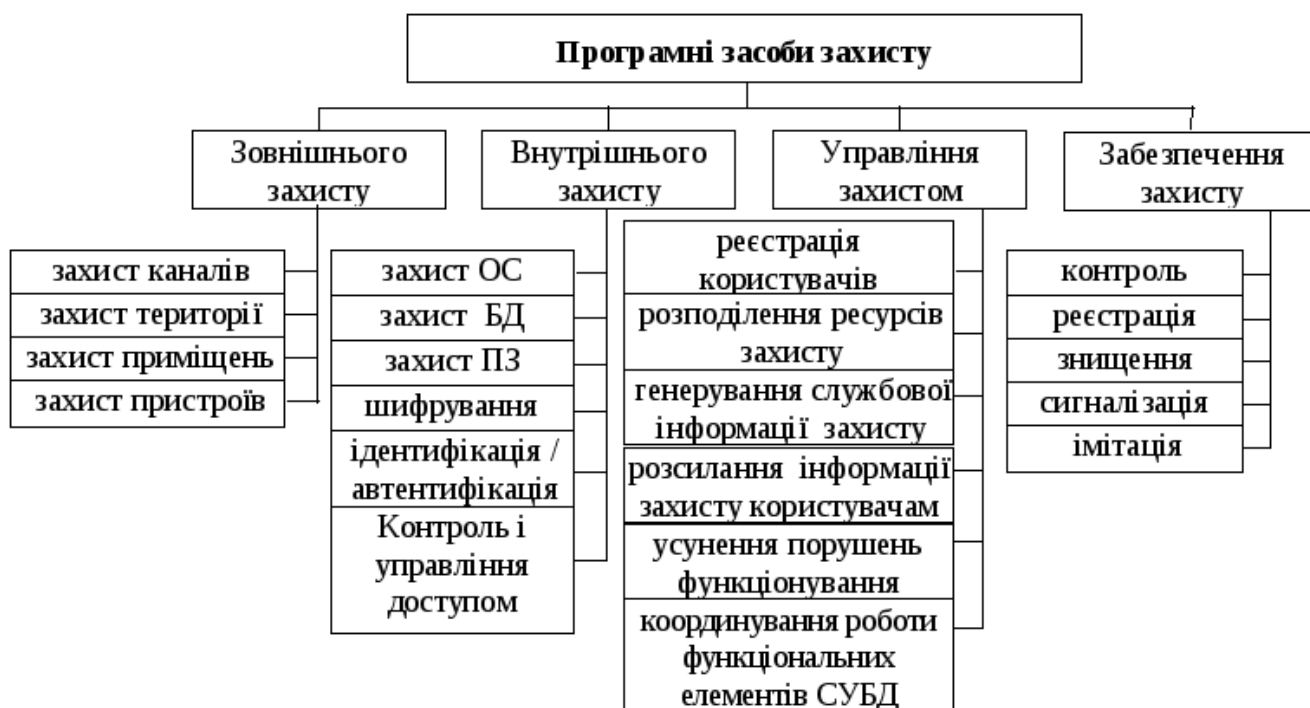 Програмні засоби захисту
Зовнішнього
захисту
Внутрішнього
захисту
Управління
захистом
Забезпечення
захисту
захист каналів
захист території
захист приміщень
захист пристроїв
захист ОС
захист БД
захист ПЗ
шифрування
ідентифікація /
автентифікація
Контроль і
управління
доступом
реєстрація
користувачів
розподілення ресурсів
захисту
генерування службової
інформації захисту
розсилання інформації
захисту користувачам
усунення порушень
функціонування
координування роботи
функціональних
елементів СУБД
контроль
реєстрація
знищення
сигналізація
імітація